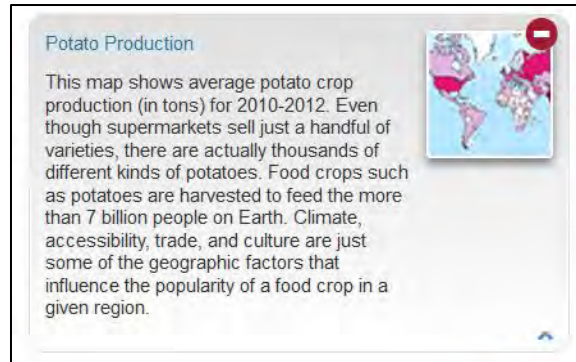 Potato Production
This map shows average potato crop
production (in tons) for 2010-2012. Even
though supermarkets sell just a handful of
varieties, there are actually thousands of
different kinds of potatoes. Food crops such
as potatoes are harvested to feed the more
than 7 billion people on Earth. Climate,
accessibility, trade, and culture are just
some of the geographic factors that
influence the popularity of a food crop in a
given region.